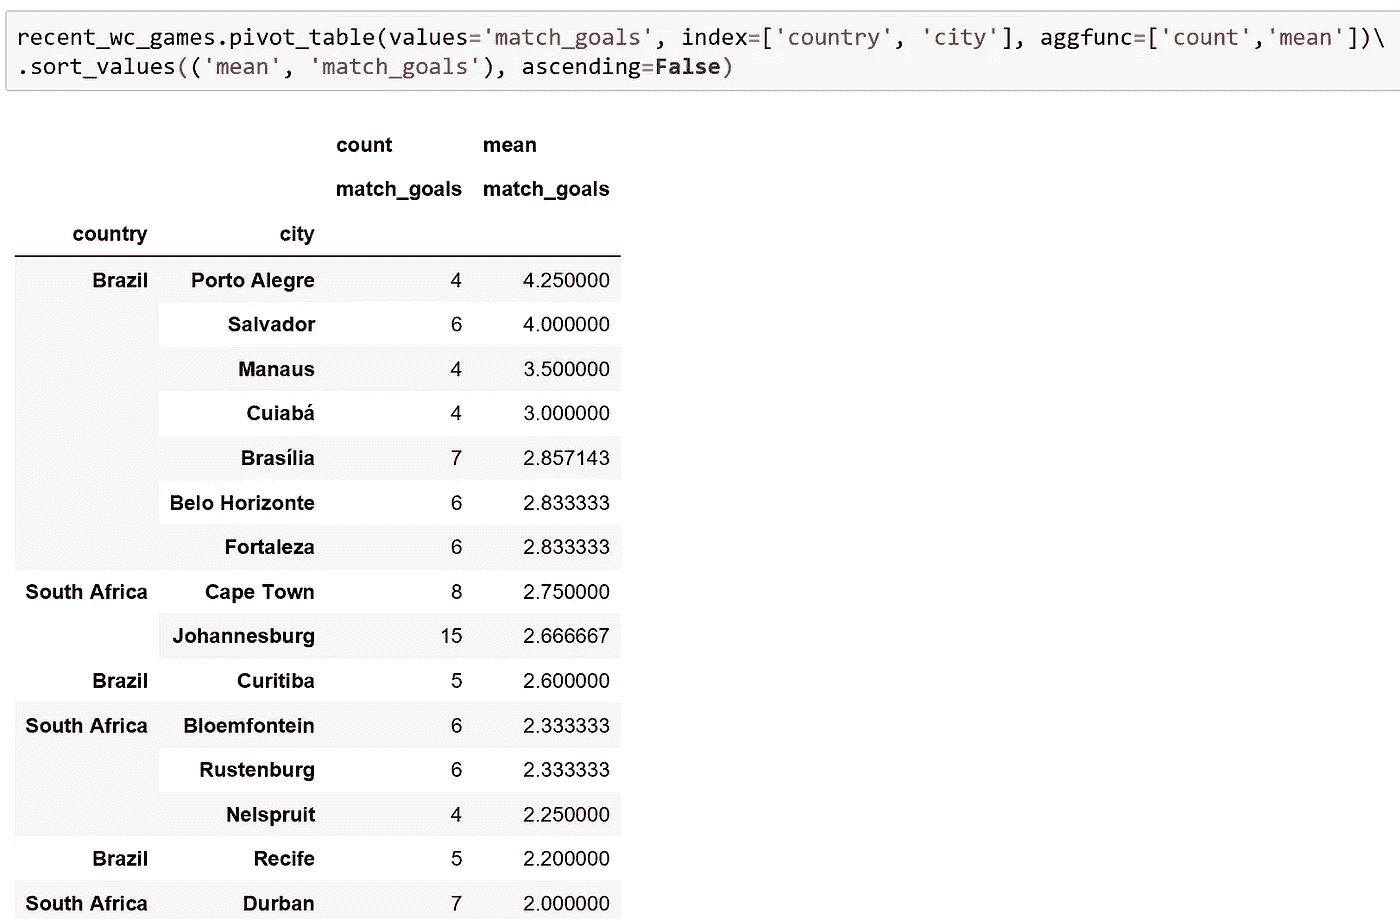 recent_wc_games.pivot_table(values='match_goals', index=['country', 'city'], aggfunc=['count','mean'])\
.sort_values(('mean', 'match_goals'), ascending=False)
count mean
match_goals match_goals
country city
Brazil Porto Alegre 4 4.250000
Salvador 6 4.000000
Manaus 4 3.500000
Cuiabá 4 3.000000
Brasília 7 2.857143
Belo Horizonte 6 2.833333
Fortaleza 6 2.833333
South Africa Cape Town 8 2.750000
Johannesburg 15 2.666667
Brazil Curitiba 5 2.600000
South Africa Bloemfontein 6 2.333333
Rustenburg 6 2.333333
Nelspruit 4 2.250000
Brazil Recife 5 2.200000
South Africa Durban 7 2.000000